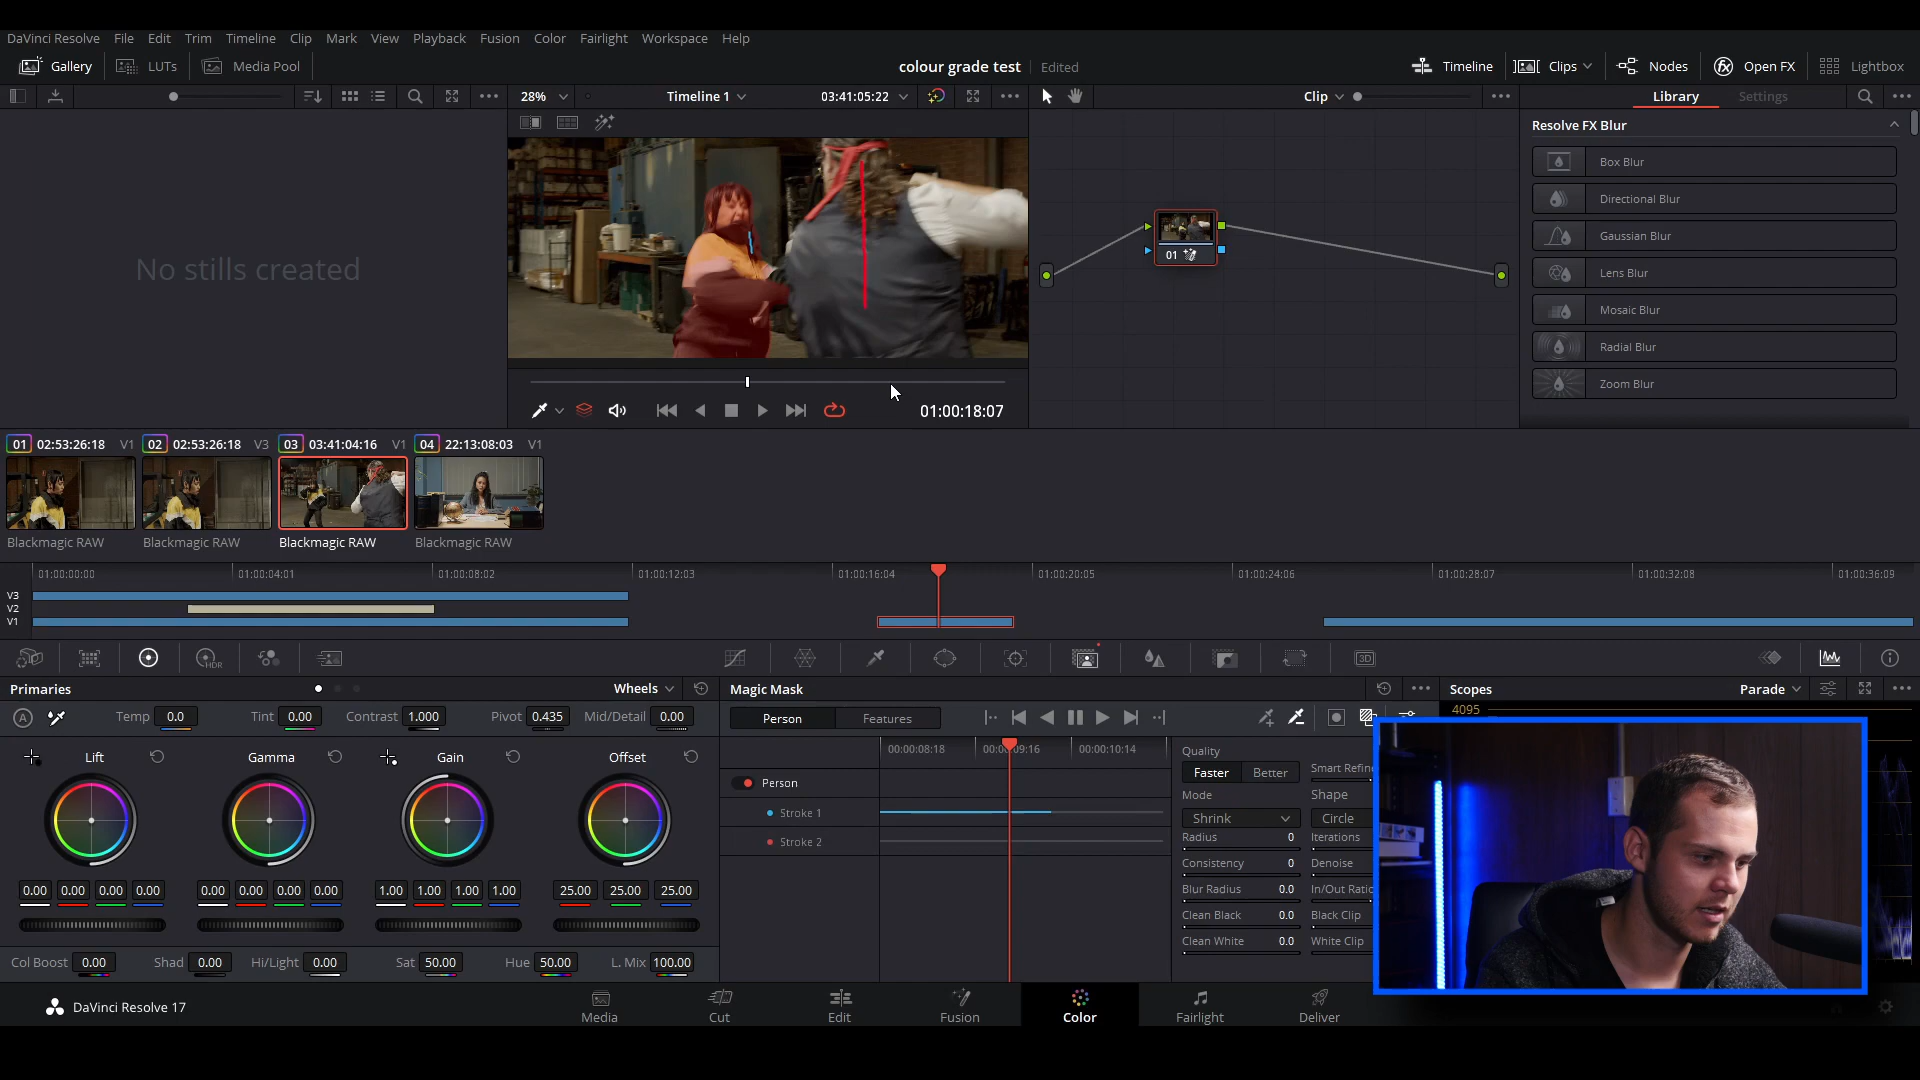 DaVinci Resolve File Edit Trim Timeline Clip Mark View Playback Fusion Color Fairlight Workspace Help
Gallery LUTs Media Pool colour grade test Edited Timeline Clips Nodes Open FX Lightbox
28% Timeline 1 03:41:05:22 Clip Library Settings
Resolve FX Blur
Box Blur
Directional Blur
Gaussian Blur
Lens Blur
Mosaic Blur
Radial Blur
Zoom Blur
No stills created
01
01:00:18:07
01 02:53:26:18 V1 02 02:53:26:18 V3 03 03:41:04:16 V1 04 22:13:08:03 V1
Blackmagic RAW Blackmagic RAW Blackmagic RAW Blackmagic RAW
01:00:00:00 01:00:04:01 01:00:08:02 01:00:12:03 01:00:16:04 01:00:20:05 01:00:24:06 01:00:28:07 01:00:32:08 01:00:36:09
V3
V2
V1
HDR 3D
Primaries Wheels Magic Mask Scopes Parade
A Temp 0.0 Tint 0.00 Contrast 1.000 Pivot 0.435 Mid/Detail 0.00 Person Features 4095
Lift Gamma Gain Offset
00:00:08:18 00:00:09:16 00:00:10:14
Person
Stroke 1
Stroke 2
Quality
Faster Better Smart Refin
Mode Shape
Shrink Circle
Radius 0 Iterations
Consistency 0 Denoise
Blur Radius 0.0 In/Out Ratio
Clean Black 0.0 Black Clip
Clean White 0.0 White Clip
0.00 0.00 0.00 0.00 0.00 0.00 0.00 0.00 1.00 1.00 1.00 1.00 25.00 25.00 25.00
Col Boost 0.00 Shad 0.00 Hi/Light 0.00 Sat 50.00 Hue 50.00 L. Mix 100.00
DaVinci Resolve 17 Media Cut Edit Fusion Color Fairlight Deliver